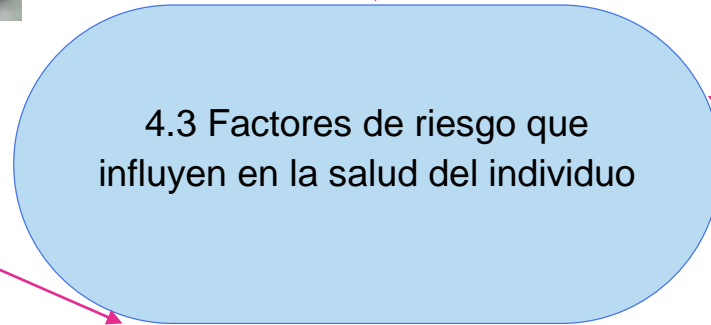 4.3 Factores de riesgo que
influyen en la salud del individuo